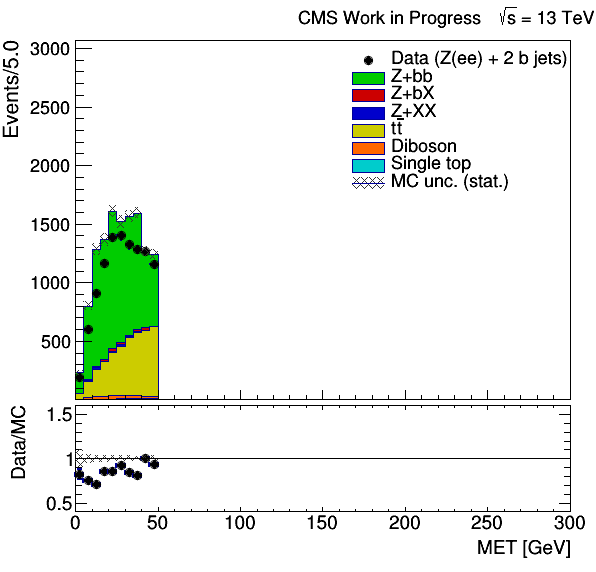 CMS Work in Progress √s = 13 TeV
Events/5.0
3000
2500
2000
1500
1000
500
Data (Z(ee) + 2 b jets)
Z+bb
Z+bX
Z+XX
tt̅
Diboson
Single top
MC unc. (stat.)
Data/MC
1.5
1
0.5
0 50 100 150 200 250 300
MET [GeV]